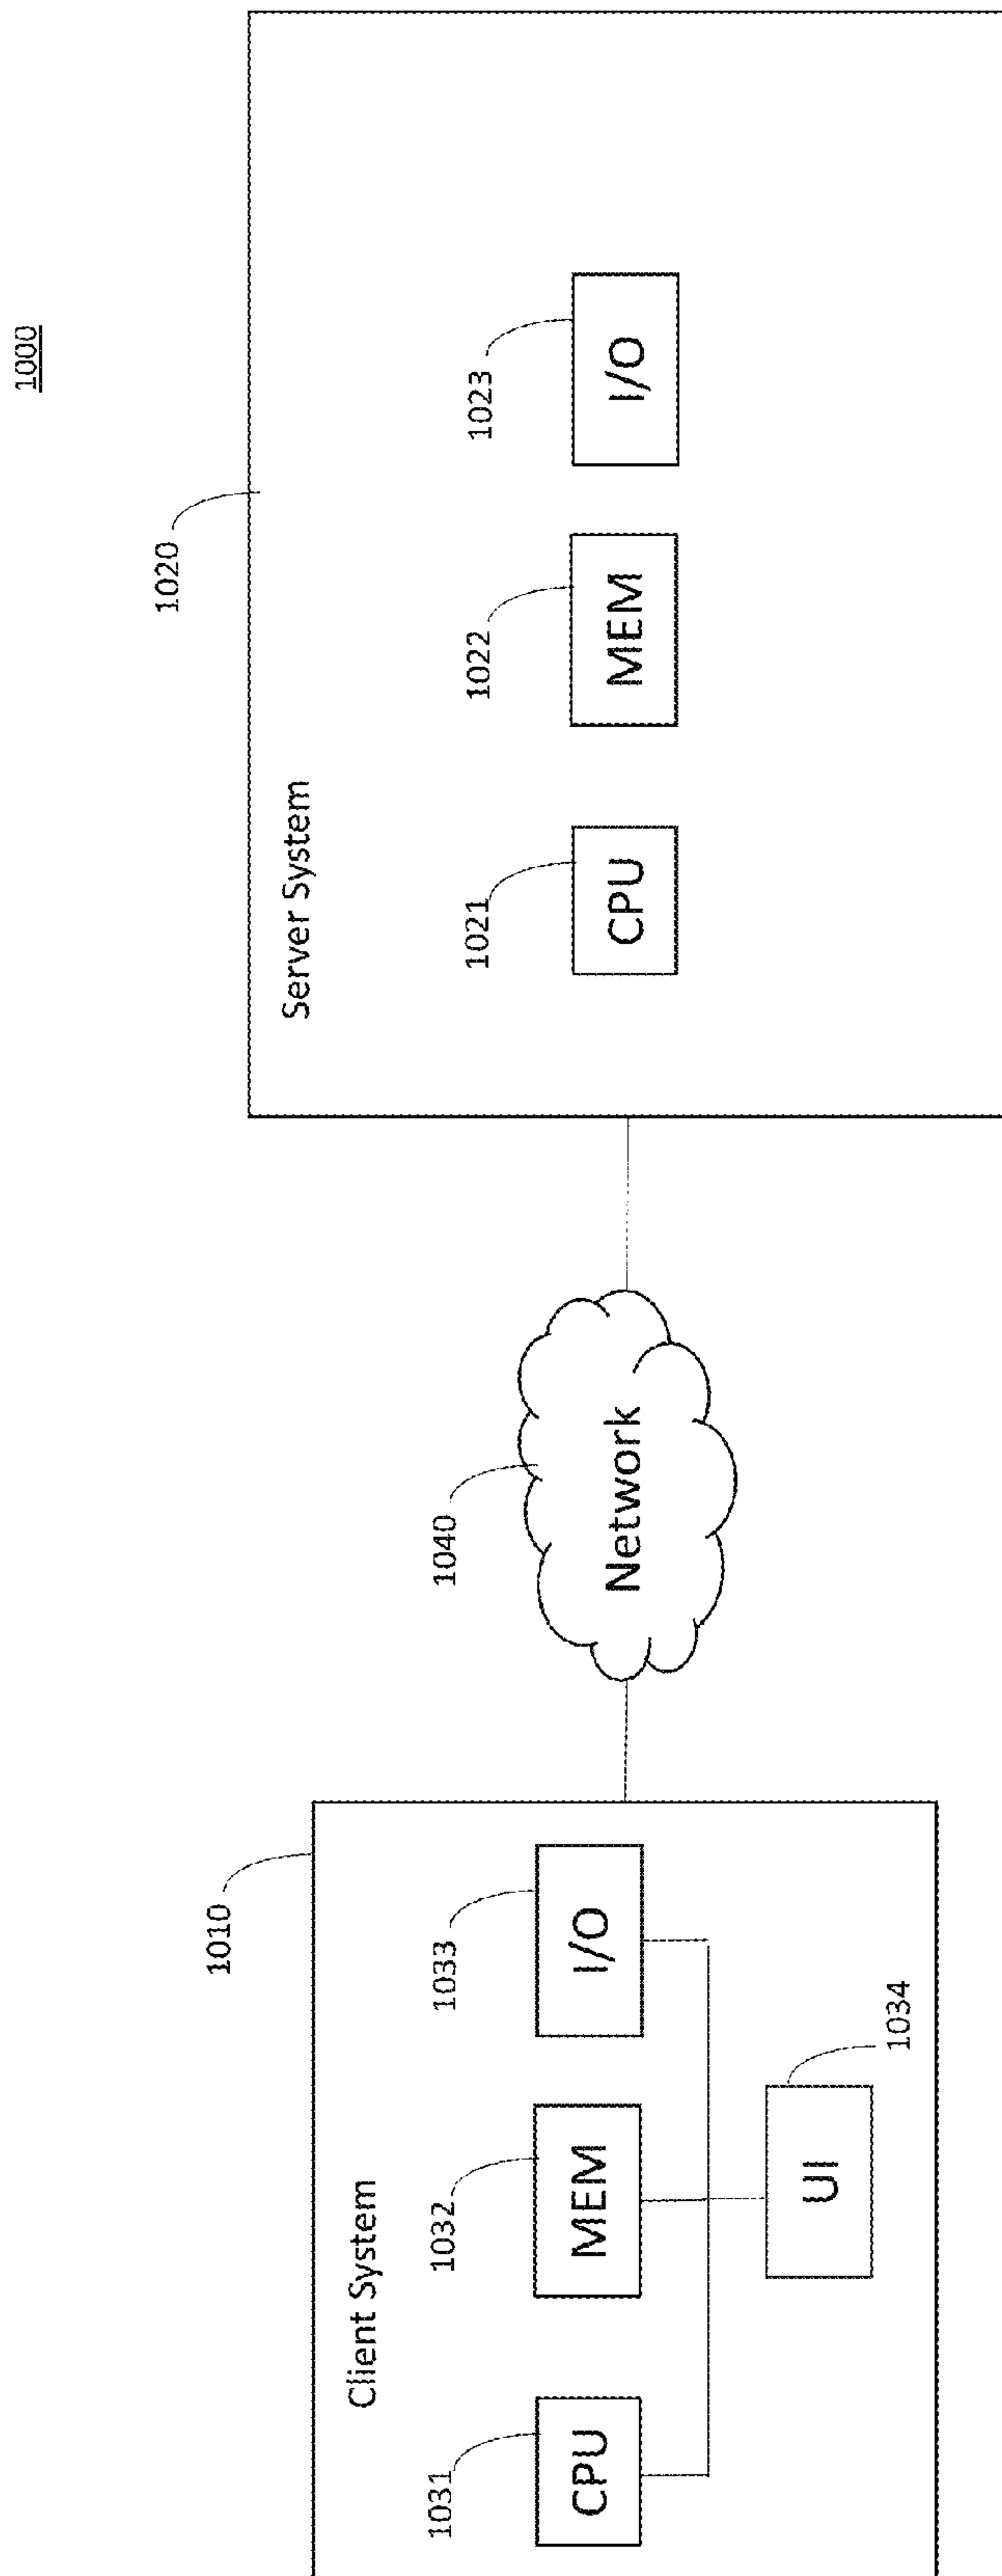 1000
1010
Client System
1031
CPU
1032
MEM
1033
I/O
UI
1034
1040
Network
1020
Server System
1021
CPU
1022
MEM
1023
I/O